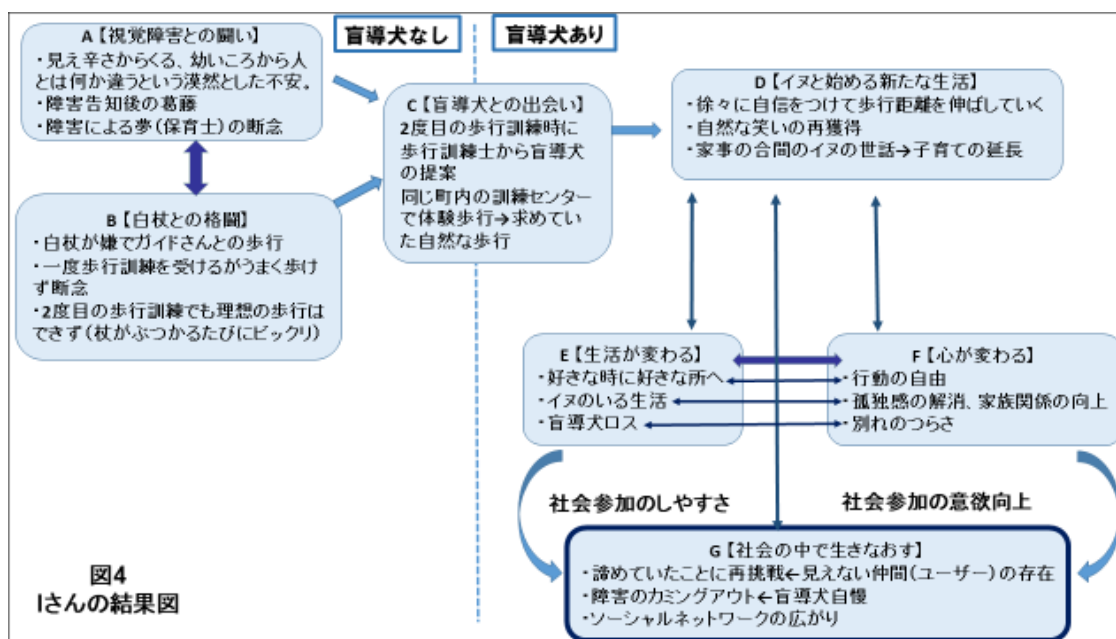 盲導犬なし
盲導犬あり
A【視覚障害との闘い】
・見え辛さからくる、幼いころから人
とは何か違うという漠然とした不安。
・障害告知後の葛藤
・障害による夢(保育士)の断念
B【白杖との格闘】
・白杖が嫌でガイドさんとの歩行
・一度歩行訓練を受けるがうまく歩け
ず断念
・2度目の歩行訓練でも理想の歩行は
できず(杖がぶつかるたびにビックリ)
C【盲導犬との出会い】
2度目の歩行訓練時に
歩行訓練士から盲導犬
の提案
同じ町内の訓練センター
で体験歩行→求めてい
た自然な歩行
D【イヌと始める新たな生活】
・徐々に自信をつけて歩行距離を伸ばしていく
・自然な笑いの再獲得
・家事の合間のイヌの世話→子育ての延長
E【生活が変わる】
・好きな時に好きな所へ
・イヌのいる生活
・盲導犬ロス
F【心が変わる】
・行動の自由
・孤独感の解消、家族関係の向上
・別れのつらさ
社会参加のしやすさ
社会参加の意欲向上
G【社会の中で生きなおす】
・諦めていたことに再挑戦←見えない仲間(ユーザー)の存在
・障害のカミングアウト←盲導犬自慢
・ソーシャルネットワークの広がり
図4
Iさんの結果図